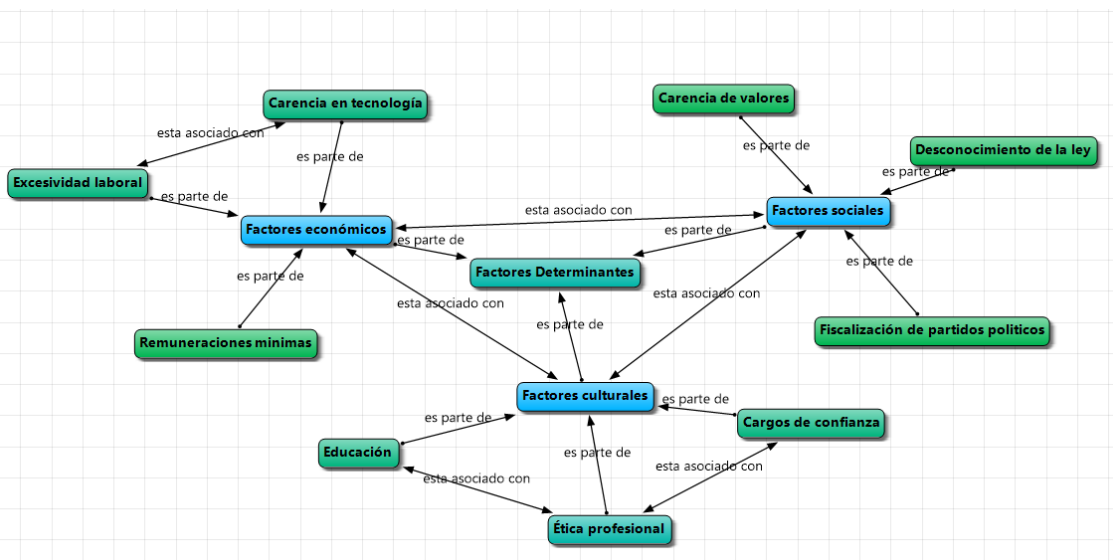 Carencia en tecnología
Carencia de valores
esta asociado con
es parte de
es parte de
Desconocimiento de la ley
es parte de
Excesividad laboral
es parte de
Factores económicos
esta asociado con
Factores sociales
es parte de
es parte de
Factores Determinantes
es parte de
es parte de
esta asociado con
esta asociado con
es parte de
Remuneraciones minimas
Fiscalización de partidos politicos
Factores culturales
es parte de
es parte de
Cargos de confianza
Educación
es parte de
esta asociado con
esta asociado con
Ética profesional